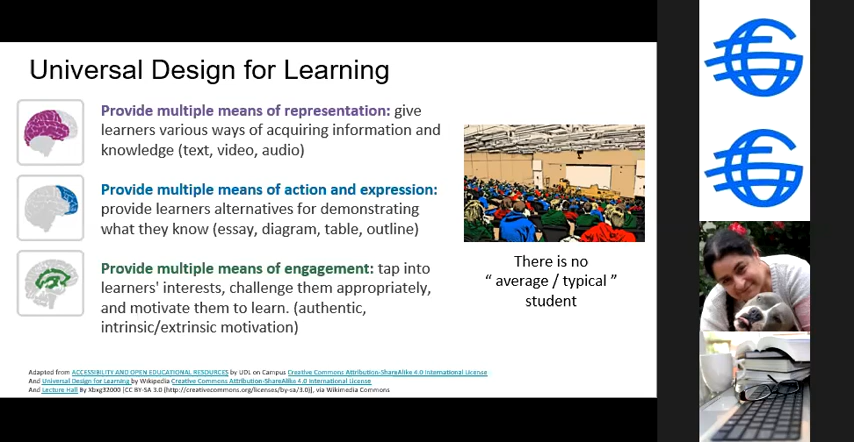 Universal Design for Learning
Provide multiple means of representation: give
learners various ways of acquiring information and
knowledge (text, video, audio)
Provide multiple means of action and expression:
provide learners alternatives for demonstrating
what they know (essay, diagram, table, outline)
Provide multiple means of engagement: tap into
learners' interests, challenge them appropriately,
and motivate them to learn. (authentic,
intrinsic/extrinsic motivation)
There is no
“ average / typical ”
student
Adapted from ACCESSIBILITY AND OPEN EDUCATIONAL RESOURCES by UDL on Campus Creative Commons Attribution-ShareAlike 4.0 International License
And Universal Design for Learning by Wikipedia Creative Commons Attribution-ShareAlike 4.0 International License
And Lecture Hall By Xbxg32000 [CC BY-SA 3.0 (http://creativecommons.org/licenses/by-sa/3.0)], via Wikimedia Commons